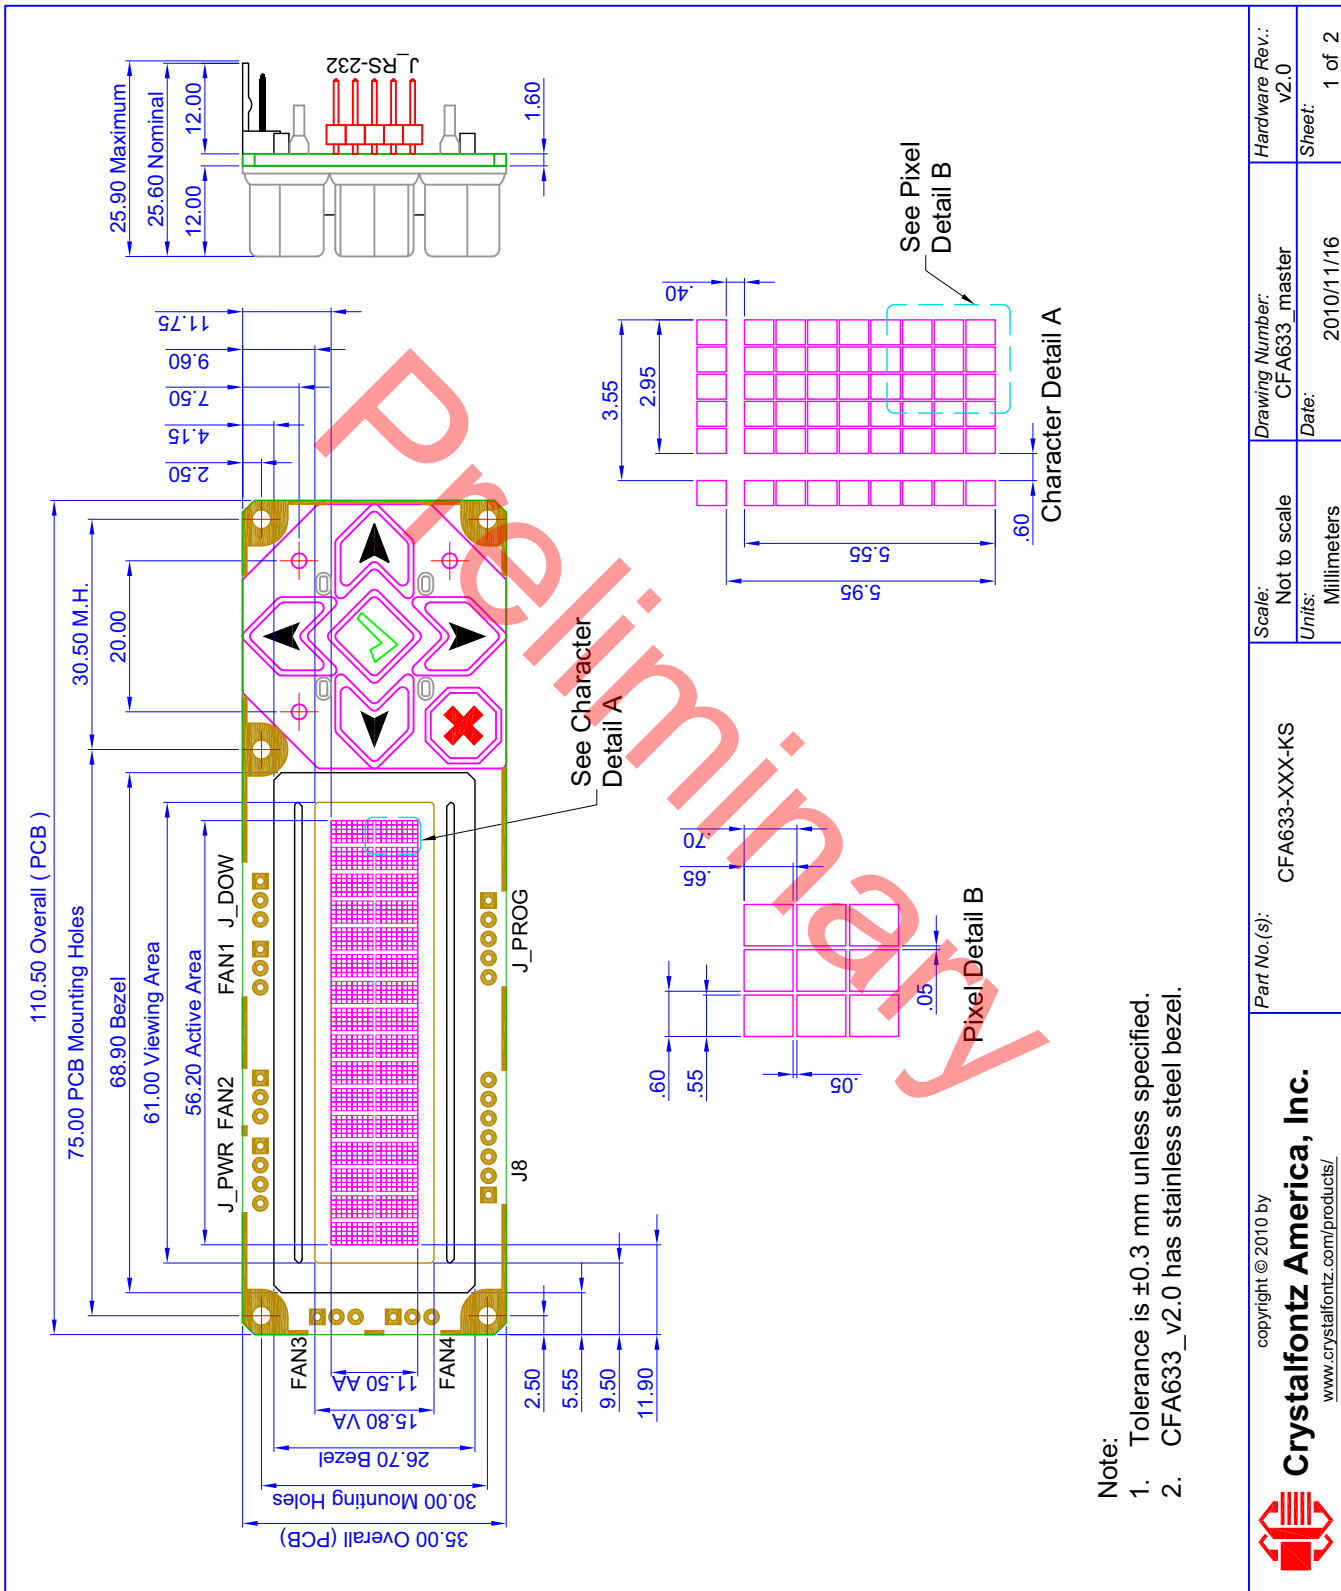 25.90 Maximum
25.60 Nominal
12.00
12.00
J_RS-232
1.60
11.75
9.60
7.50
4.15
2.50
110.50 Overall ( PCB )
30.50 M.H.
20.00
75.00 PCB Mounting Holes
68.90 Bezel
61.00 Viewing Area
56.20 Active Area
J_PWR
FAN2
FAN1
J_DOW
J8
J_PROG
FAN3
FAN4
11.50 AA
15.80 VA
26.70 Bezel
30.00 Mounting Holes
35.00 Overall (PCB)
2.50
5.55
9.50
11.90
See Character
Detail A
See Pixel
Detail B
.40
3.55
2.95
.60
5.55
5.95
Character Detail A
.70
.65
.60
.55
.05
.05
Pixel Detail B
Preliminary
Note:
1. Tolerance is ±0.3 mm unless specified.
2. CFA633_v2.0 has stainless steel bezel.
copyright © 2010 by
Crystalfontz America, Inc.
www.crystalfontz.com/products/
Part No.(s):
CFA633-XXX-KS
Scale:
Not to scale
Units:
Millimeters
Drawing Number:
CFA633_master
Date:
2010/11/16
Hardware Rev.:
v2.0
Sheet:
1 of 2